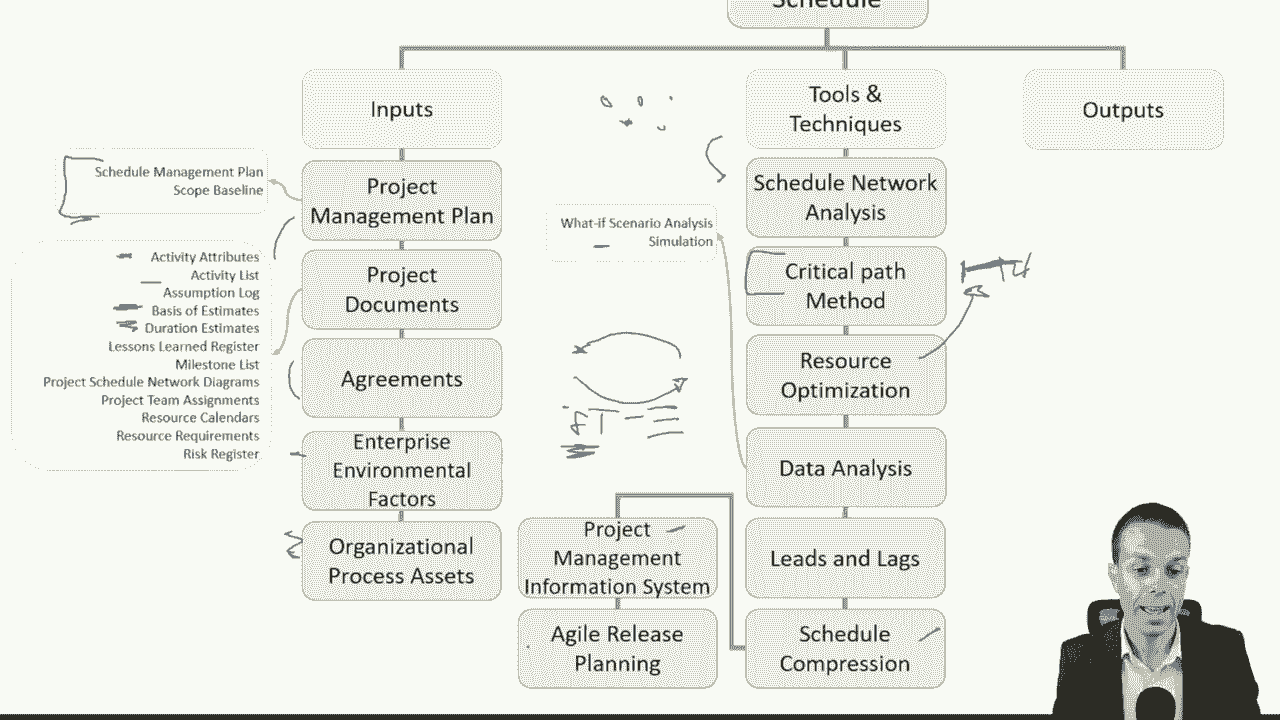 Schedule
Inputs
Tools &
Techniques
Outputs
Schedule Management Plan
Scope Baseline
Project
Management Plan
Schedule Network
Analysis
What-if Scenario Analysis
Simulation
Activity Attributes
Activity List
Assumption Log
Basis of Estimates
Duration Estimates
Lessons Learned Register
Milestone List
Project Schedule Network Diagrams
Project Team Assignments
Resource Calendars
Resource Requirements
Risk Register
Project
Documents
Critical path
Method
Agreements
Resource
Optimization
Enterprise
Environmental
Factors
Data Analysis
Organizational
Process Assets
Project
Management
Information System
Leads and Lags
Agile Release
Planning
Schedule
Compression